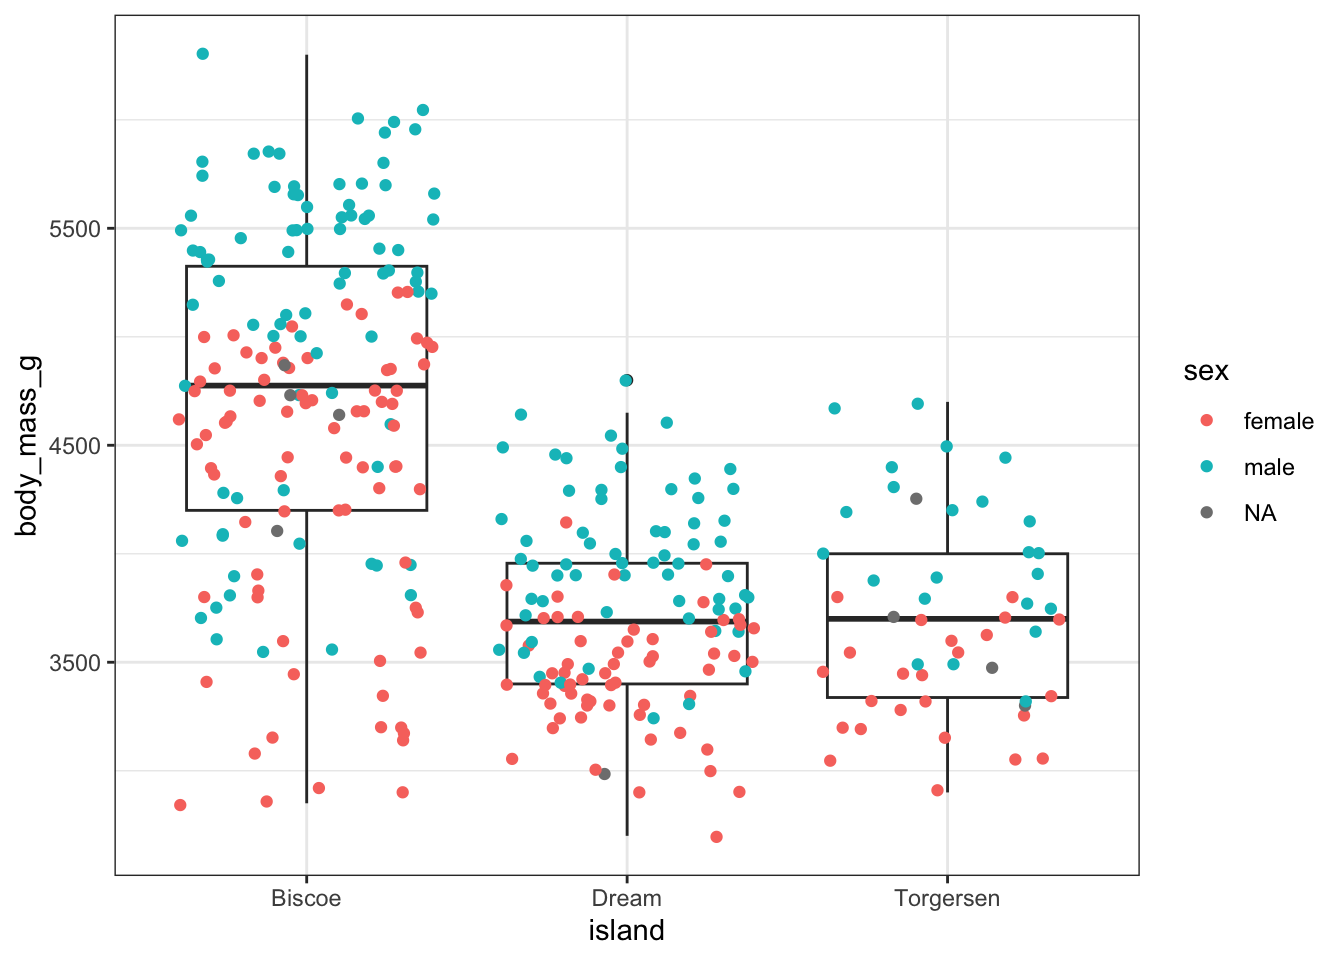 body_mass_g
5500
4500
3500
Biscoe
Dream
Torgersen
island
sex
female
male
NA